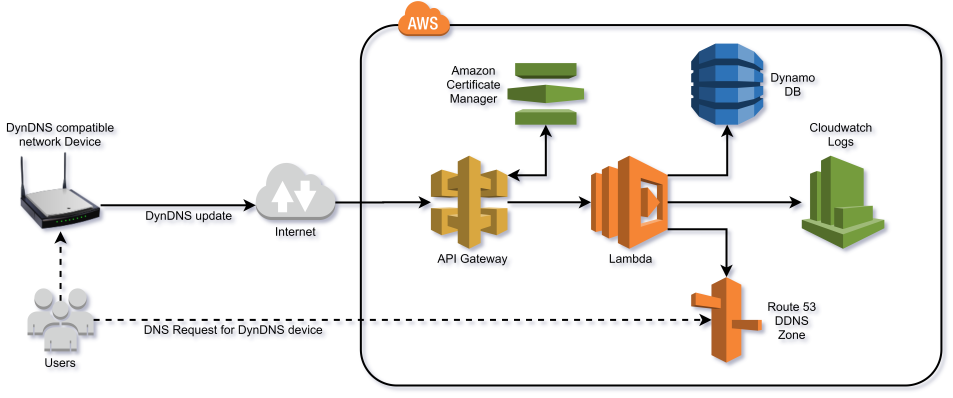 AWS
Amazon
Certificate
Manager
Dynamo
DB
DynDNS compatible
network Device
Cloudwatch
Logs
DynDNS update
Internet
API Gateway
Lambda
DNS Request for DynDNS device
Route 53
DDNS
Zone
Users